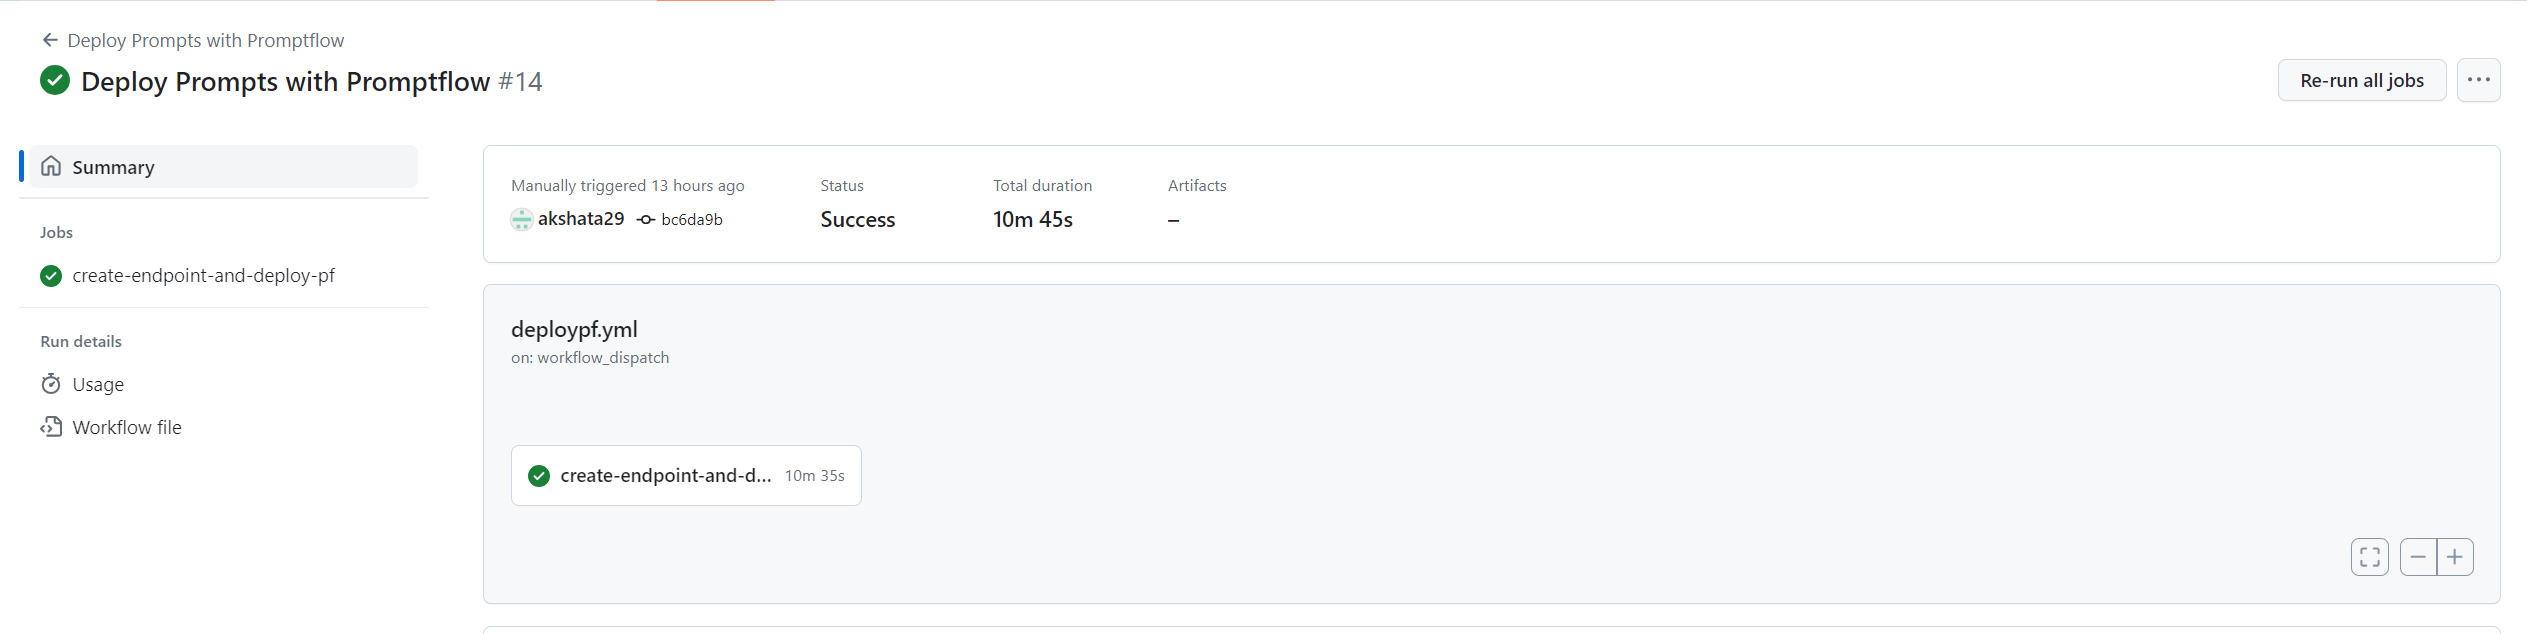 Deploy Prompts with Promptflow
Deploy Prompts with Promptflow #14
Re-run all jobs
Summary
Jobs
create-endpoint-and-deploy-pf
Run details
Usage
Workflow file
Manually triggered 13 hours ago
akshata29 bc6da9b
Status
Success
Total duration
10m 45s
Artifacts
–
deploypf.yml
on: workflow_dispatch
create-endpoint-and-d... 10m 35s